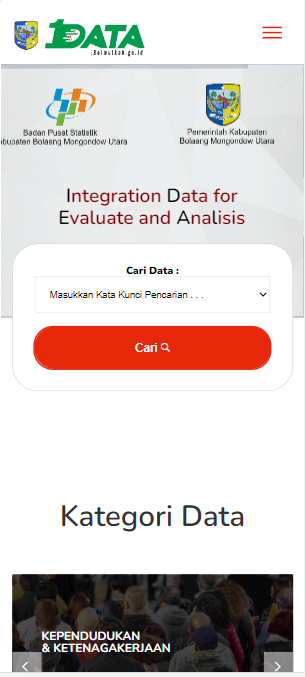 1DATA
.Bolmutkab.go.id
Badan Pusat Statistik
Kabupaten Bolaang Mongondow Utara
Pemerintah Kabupaten
Bolaang Mongondow Utara
Integration Data for
Evaluate and Analisis
Cari Data :
Masukkan Kata Kunci Pencarian . . .
Cari
Kategori Data
KEPENDUDUKAN
& KETENAGAKERJAAN